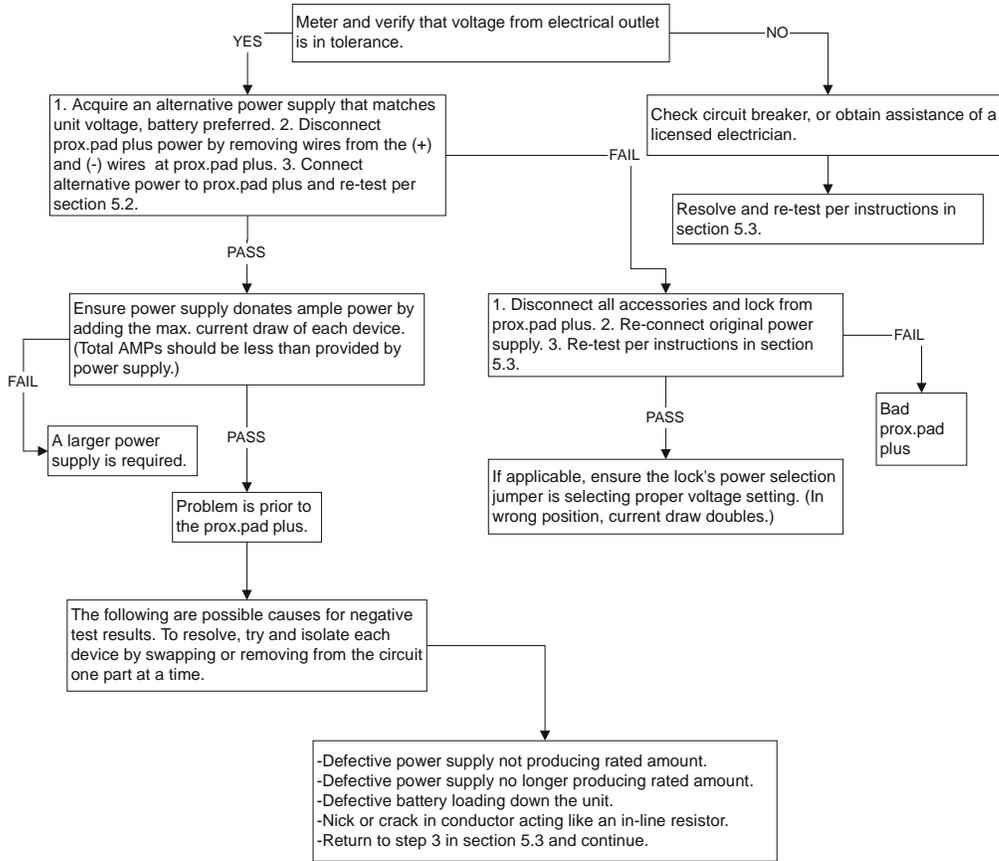 Meter and verify that voltage from electrical outlet
is in tolerance.
YES
NO
1. Acquire an alternative power supply that matches
unit voltage, battery preferred. 2. Disconnect
prox.pad plus power by removing wires from the (+)
and (-) wires at prox.pad plus. 3. Connect
alternative power to prox.pad plus and re-test per
section 5.2.
Check circuit breaker, or obtain assistance of a
licensed electrician.
FAIL
Resolve and re-test per instructions in
section 5.3.
PASS
Ensure power supply donates ample power by
adding the max. current draw of each device.
(Total AMPs should be less than provided by
power supply.)
1. Disconnect all accessories and lock from
prox.pad plus. 2. Re-connect original power
supply. 3. Re-test per instructions in section
5.3.
FAIL
FAIL
PASS
PASS
A larger power
supply is required.
Bad
prox.pad
plus
If applicable, ensure the lock's power selection
jumper is selecting proper voltage setting. (In
wrong position, current draw doubles.)
Problem is prior to
the prox.pad plus.
The following are possible causes for negative
test results. To resolve, try and isolate each
device by swapping or removing from the circuit
one part at a time.
-Defective power supply not producing rated amount.
-Defective power supply no longer producing rated amount.
-Defective battery loading down the unit.
-Nick or crack in conductor acting like an in-line resistor.
-Return to step 3 in section 5.3 and continue.